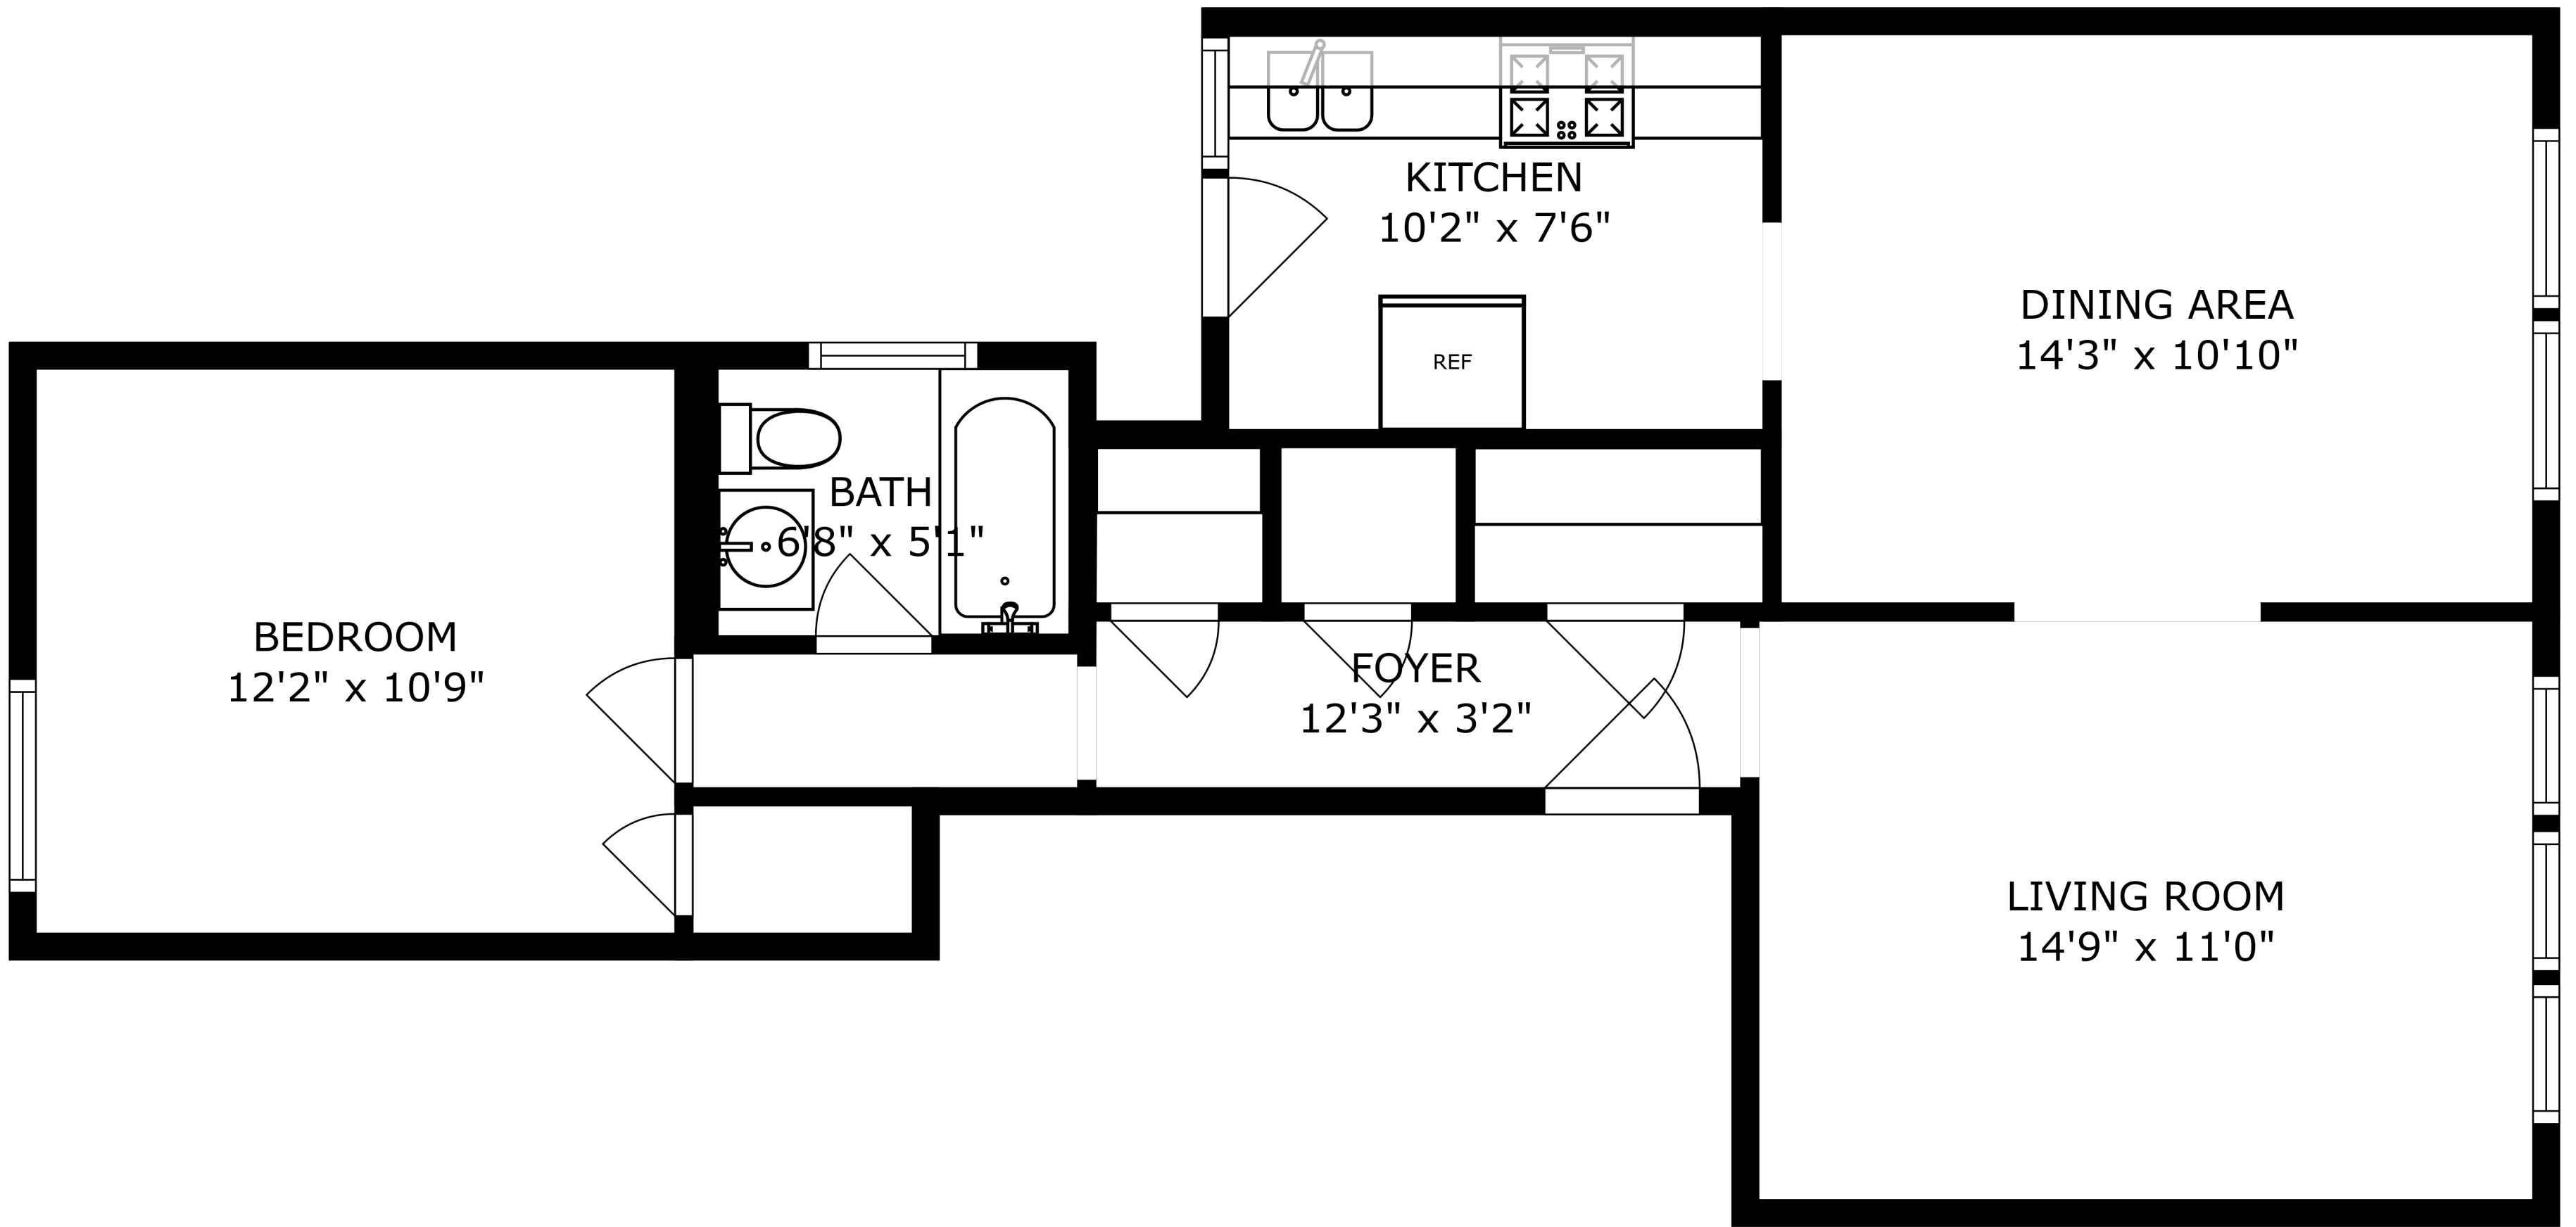 KITCHEN
10'2" x 7'6"
DINING AREA
14'3" x 10'10"
REF
BATH
6'8" x 5'1"
BEDROOM
12'2" x 10'9"
FOYER
12'3" x 3'2"
LIVING ROOM
14'9" x 11'0"